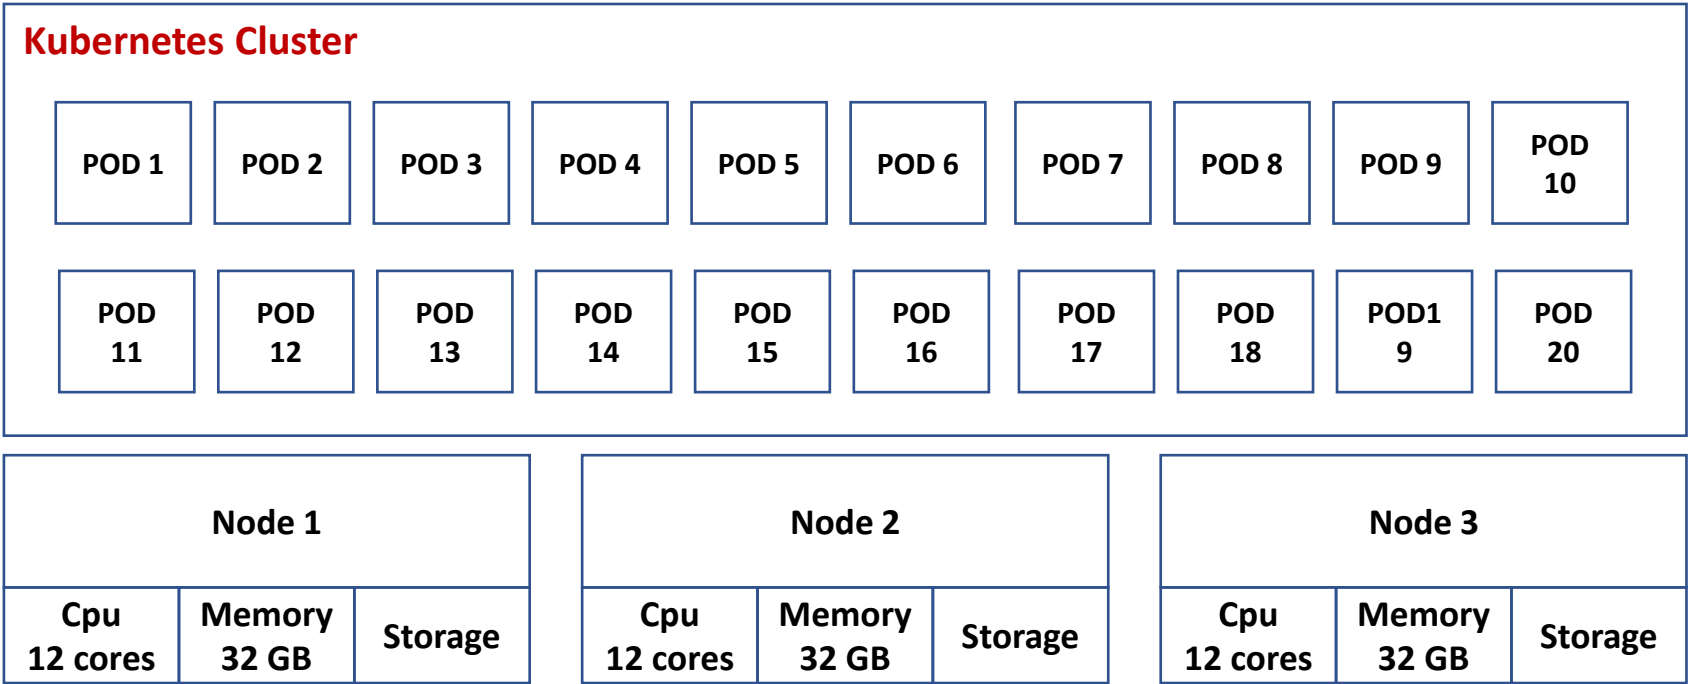 Kubernetes Cluster
POD 1
POD 2
POD 3
POD 4
POD 5
POD 6
POD 7
POD 8
POD 9
POD
10
POD
11
POD
12
POD
13
POD
14
POD
15
POD
16
POD
17
POD
18
POD1
9
POD
20
Node 1
Cpu
12 cores
Memory
32 GB
Storage
Node 2
Cpu
12 cores
Memory
32 GB
Storage
Node 3
Cpu
12 cores
Memory
32 GB
Storage